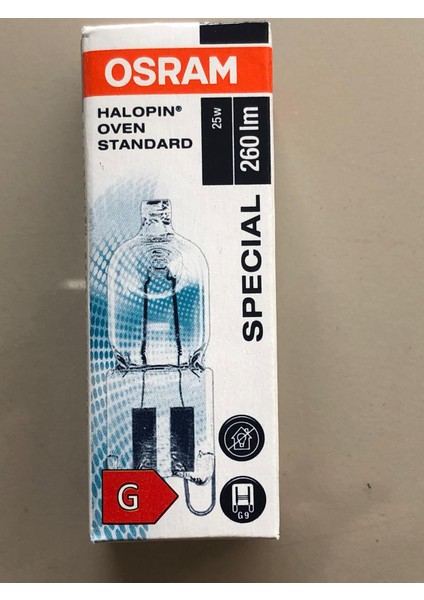 OSRAM
HALOPIN®
OVEN
STANDARD
25w
260 lm
SPECIAL
G
G9